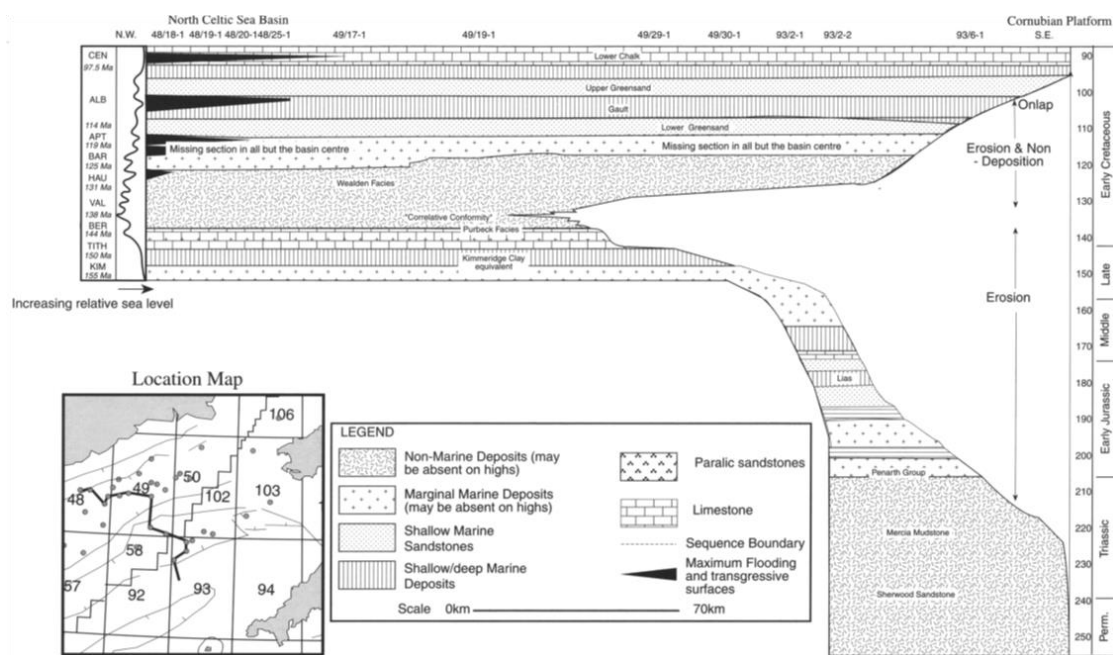 North Celtic Sea Basin
Cornubian Platform
N.W. 48/18-1 48/19-1 48/20-1 48/25-1 49/17-1 49/19-1 49/29-1 49/30-1 93/2-1 93/2-2 93/6-1 S.E.
CEN
97.5 Ma
ALB
114 Ma
APT
119 Ma
BAR
125 Ma
HAU
131 Ma
VAL
138 Ma
BER
144 Ma
TITH
150 Ma
KIM
155 Ma
Increasing relative sea level
Lower Chalk
Upper Greensand
Gault
Lower Greensand
Missing section in all but the basin centre
Missing section in all but the basin centre
Wealden Facies
"Correlative Conformity"
Purbeck Facies
Kimmeridge Clay
equivalent
Lias
Penarth Group
Mercia Mudstone
Sherwood Sandstone
Onlap
Erosion & Non
- Deposition
Erosion
90
100
110
120
130
140
150
160
170
180
190
200
210
220
230
240
250
Early Cretaceous
Late
Middle
Early Jurassic
Triassic
Perm.
Location Map
106
50
48
49
102
103
58
57
92
93
94
LEGEND
Non-Marine Deposits (may
be absent on highs)
Marginal Marine Deposits
(may be absent on highs)
Shallow Marine
Sandstones
Shallow/deep Marine
Deposits
Paralic sandstones
Limestone
Sequence Boundary
Maximum Flooding
and transgressive
surfaces
Scale 0km 70km